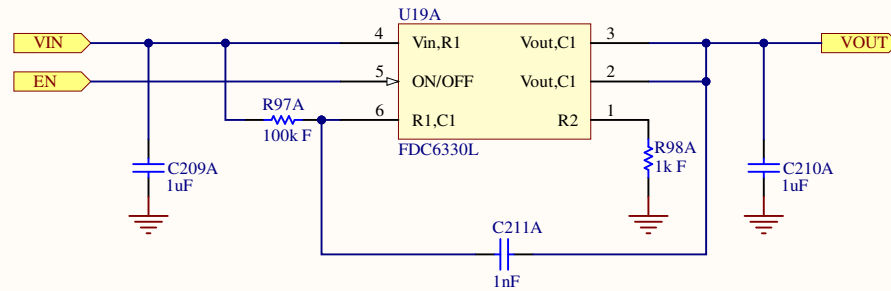 U19A
VIN 4 Vin,R1 Vout,C1 3 VOUT
EN 5 ON/OFF Vout,C1 2
R97A 6 R1,C1 R2 1
100k F
FDC6330L
R98A
1k F
C209A
1uF
C210A
1uF
C211A
1nF